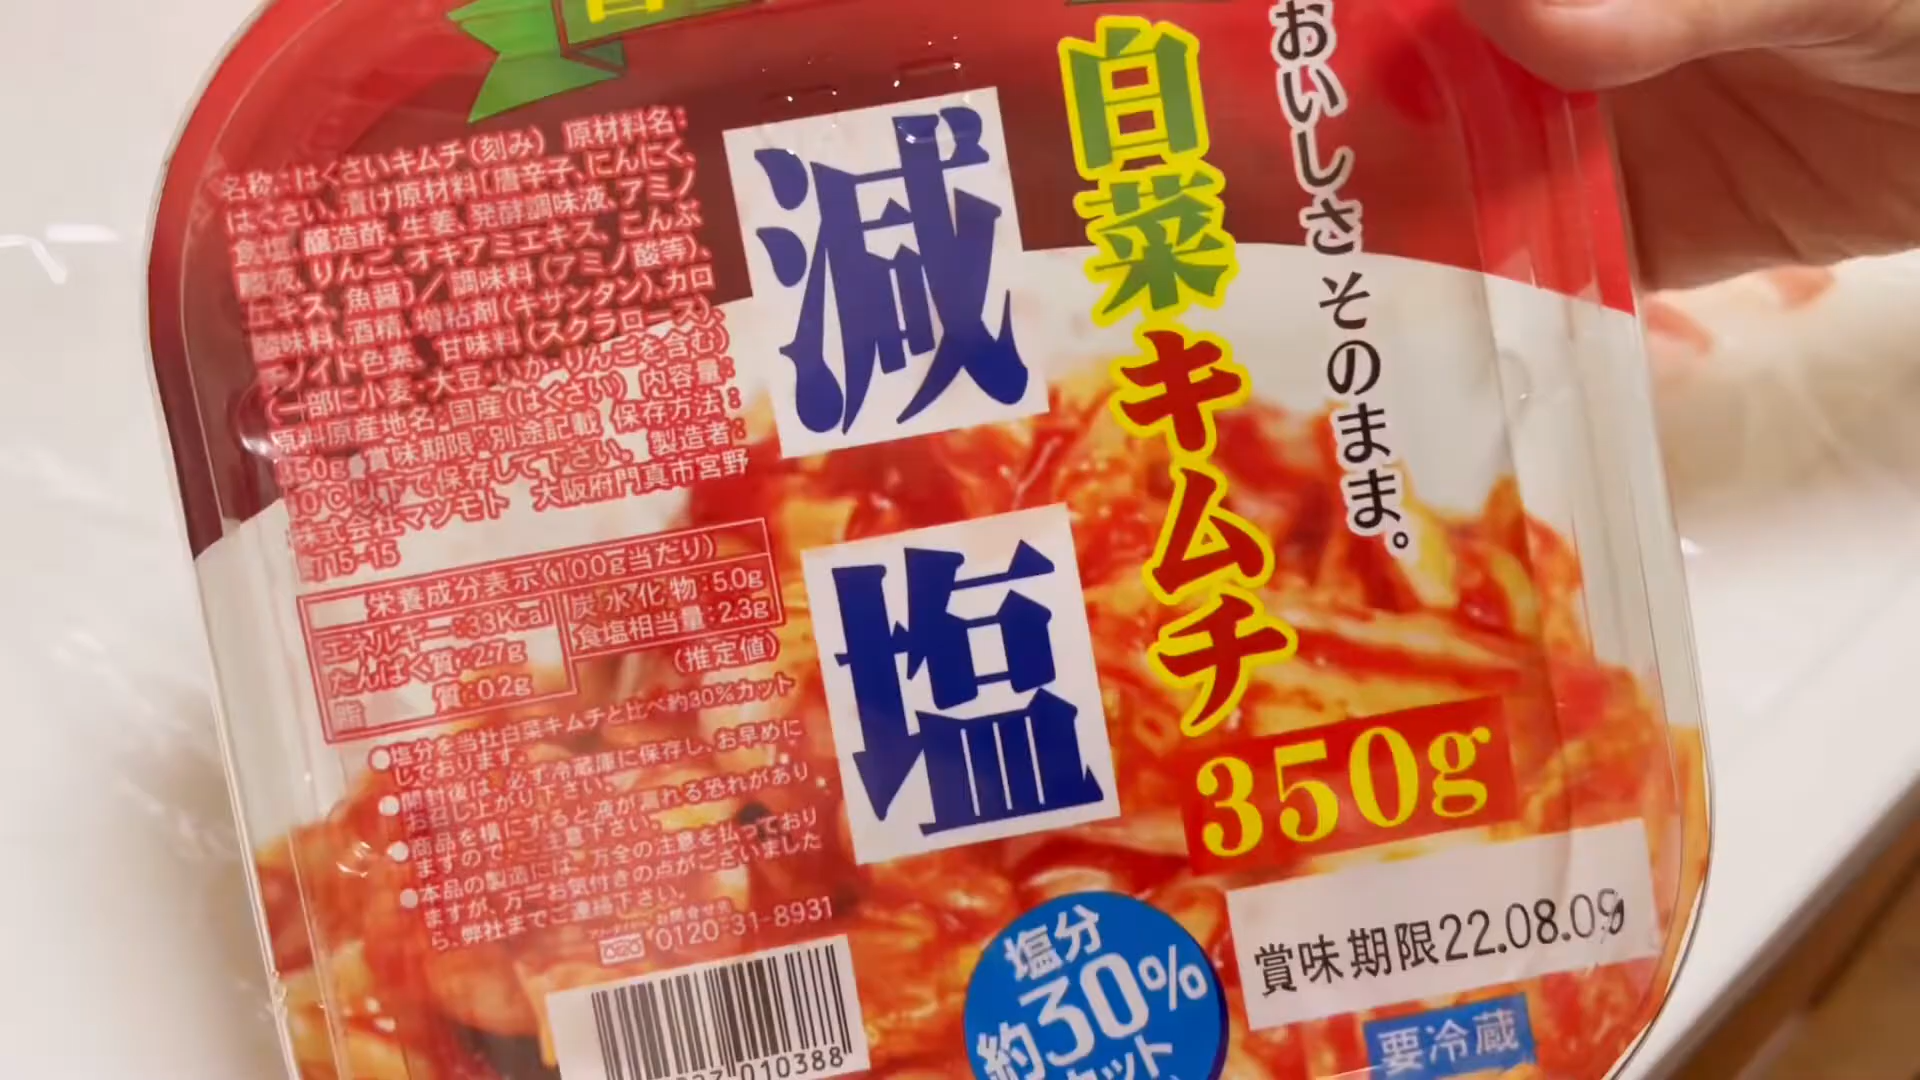 おいしさ そのまま。
白菜キムチ
350g
減塩
名称:はくさいキムチ(刻み) 原材料名:
はくさい、漬け原材料〔唐辛子、にんにく、
食塩、醸造酢、生姜、発酵調味液、アミノ
酸液、りんご、オキアミエキス、こんぶ
エキス、魚醤〕/調味料(アミノ酸等)、
酸味料、酒精、増粘剤(キサンタン)、カロ
チノイド色素、甘味料(スクラロース)、
(一部に小麦・大豆・いか・りんごを含む)
原料原産地名:国産(はくさい) 内容量:
350g 賞味期限:別途記載 保存方法:
10℃以下で保存して下さい。 製造者:
株式会社マツモト 大阪府門真市宮野
町15-15
栄養成分表示(100g当たり)
エネルギー:33Kcal
たんぱく質:2.7g
脂 質:0.2g
炭水化物:5.0g
食塩相当量:2.3g
(推定値)
●塩分を当社白菜キムチと比べ約30%カット
しております。
●開封後は、必ず冷蔵庫に保存し、お早めに
お召し上がり下さい。
●商品を横にすると液が漏れる恐れがあり
ますので、ご注意下さい。
●本品の製造には、万全の注意を払っており
ますが、万一お気付きの点がございました
ら、弊社までご連絡下さい。
お問合せ先
0120-31-8931
010388
塩分
約30%
カット
賞味期限22.08.09
要冷蔵